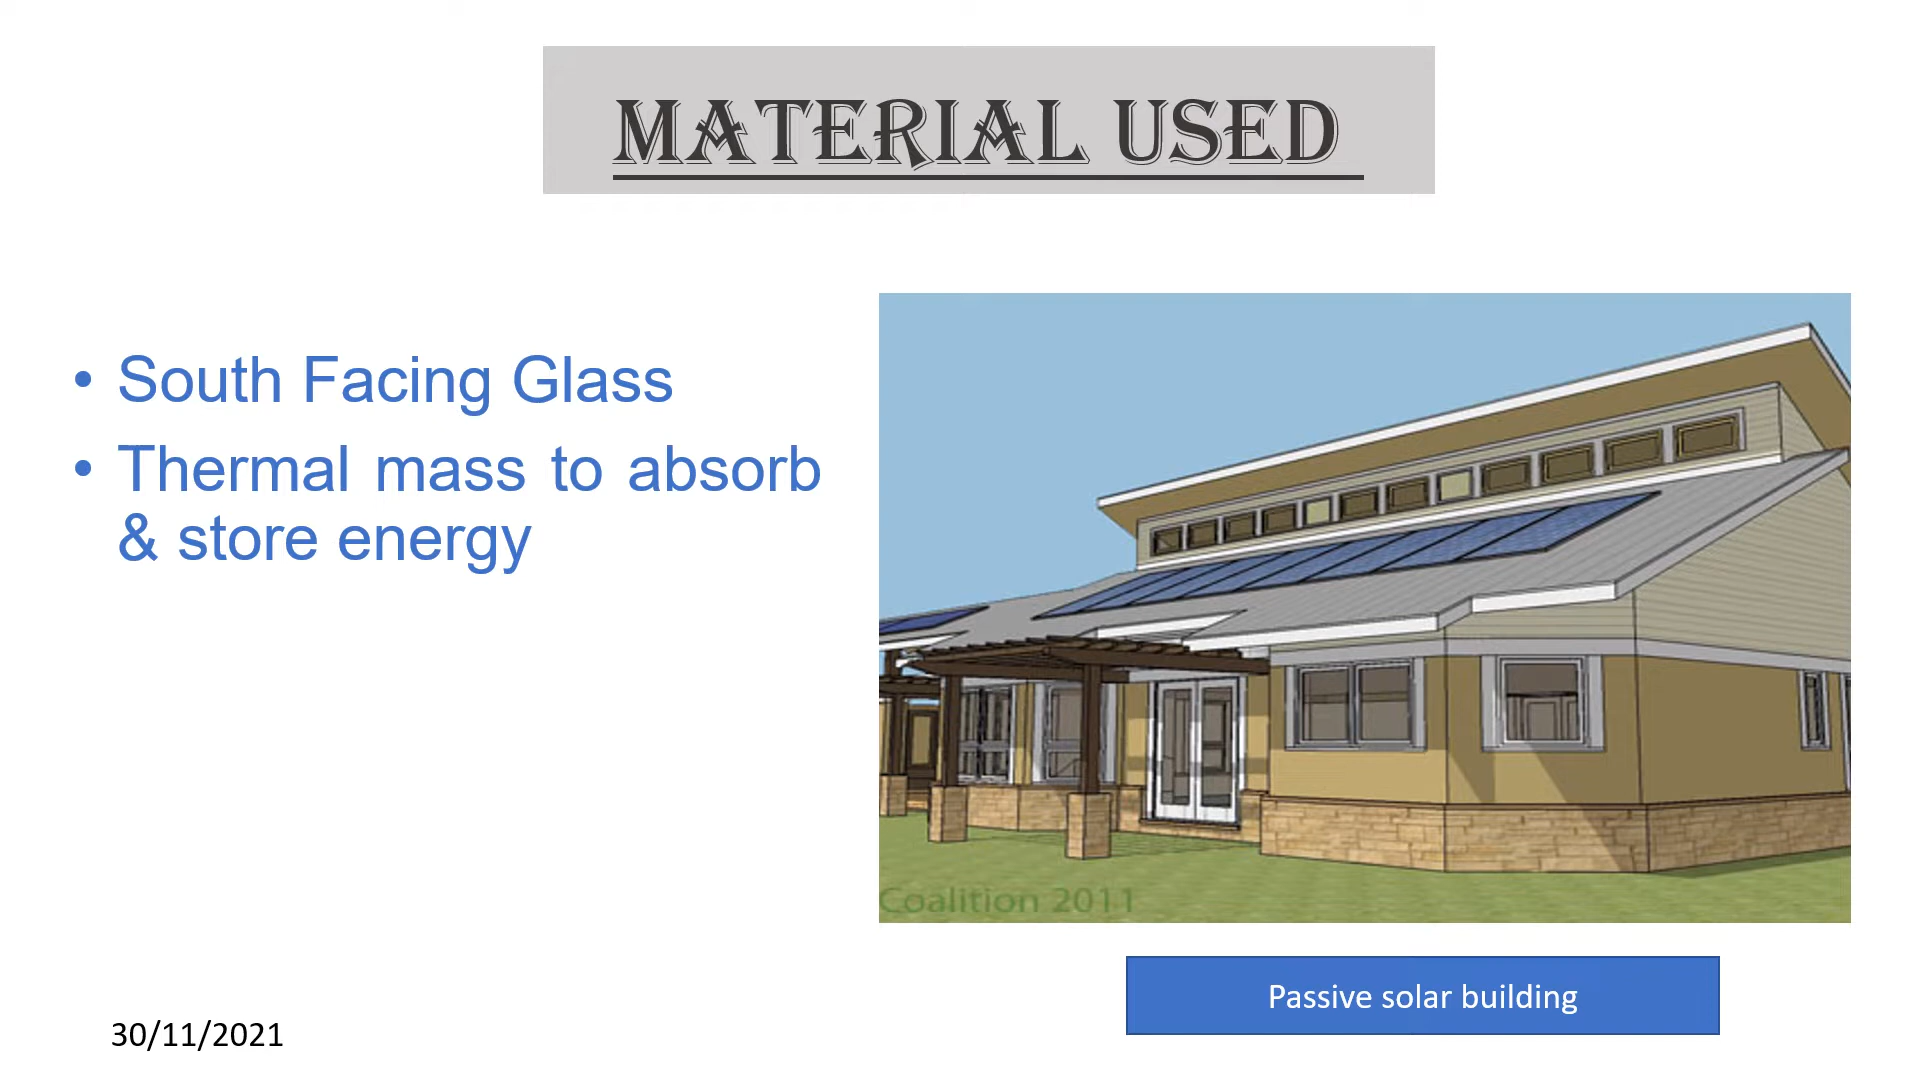 MATERIAL USED
• South Facing Glass
• Thermal mass to absorb
& store energy
Coalition 2011
Passive solar building
30/11/2021